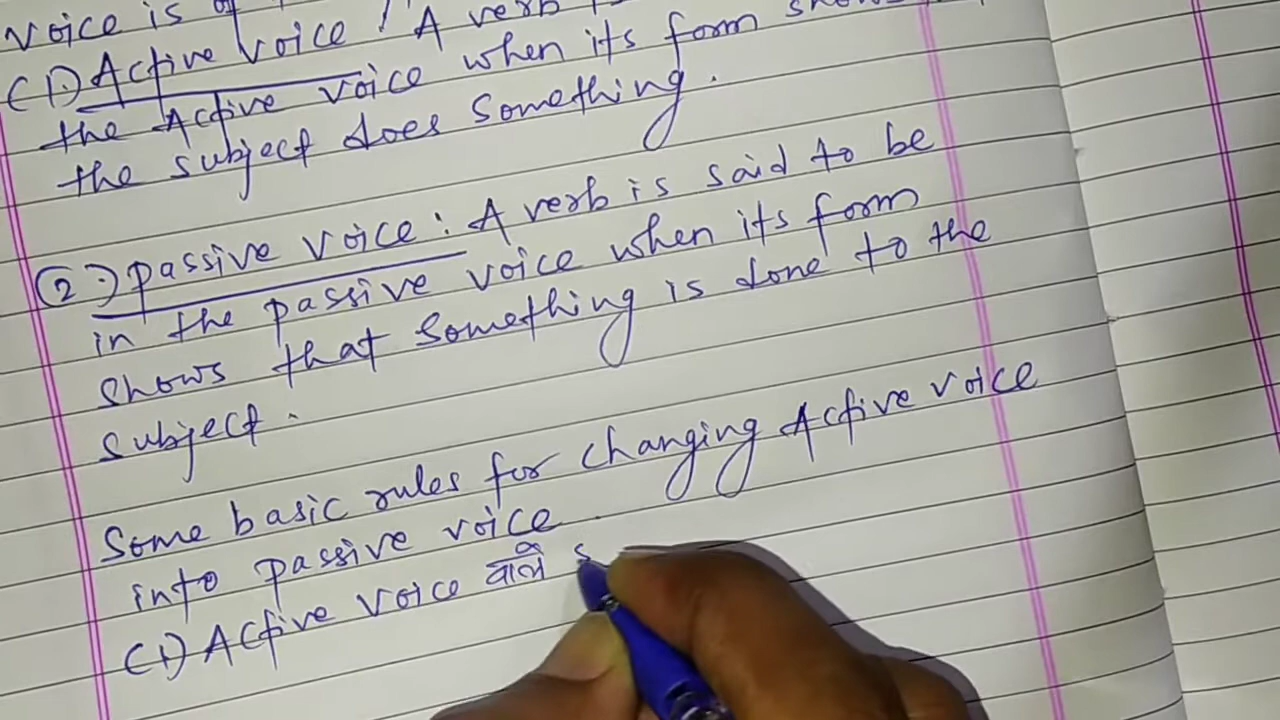 Voice is of
(1.) Active Voice : A verb
the Active voice when its form shows
the subject does something.
(2.) passive voice : A verb is said to be
in the passive voice when its form
shows that something is done to the
subject.
Some basic rules for changing Active voice
into passive voice
(1) Active voice वाले s